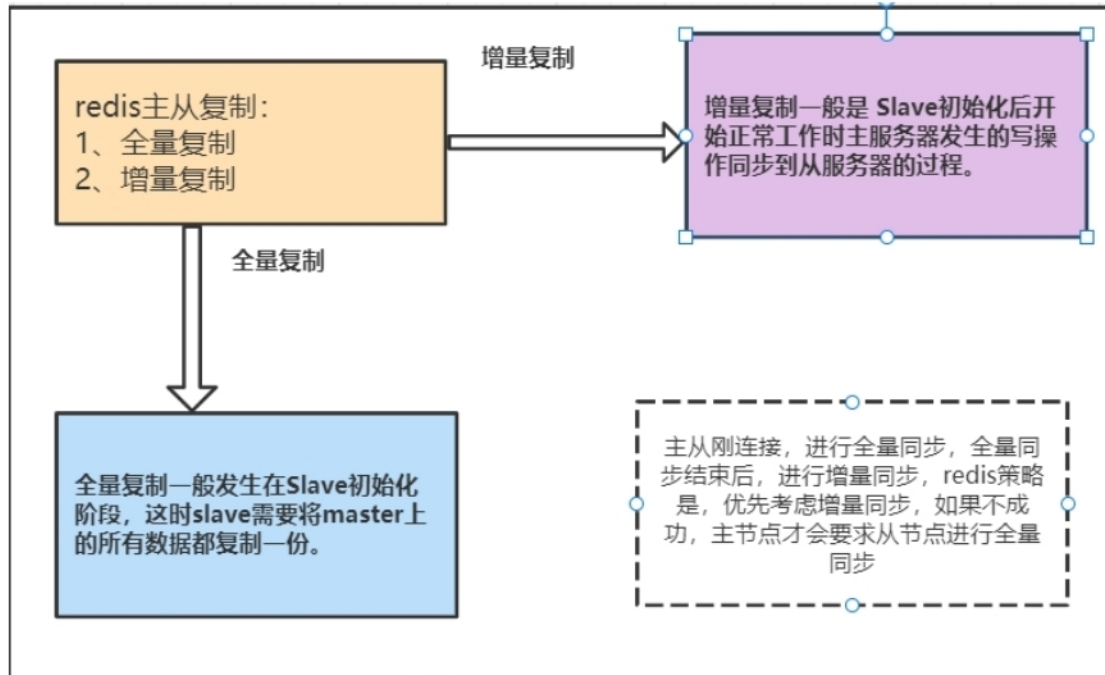 redis主从复制：
1、全量复制
2、增量复制
增量复制
增量复制一般是 Slave初始化后开
始正常工作时主服务器发生的写操
作同步到从服务器的过程。
全量复制
全量复制一般发生在Slave初始化
阶段，这时slave需要将master上
的所有数据都复制一份。
主从刚连接，进行全量同步，全量同
步结束后，进行增量同步，redis策略
是，优先考虑增量同步，如果不成
功，主节点才会要求从节点进行全量
同步